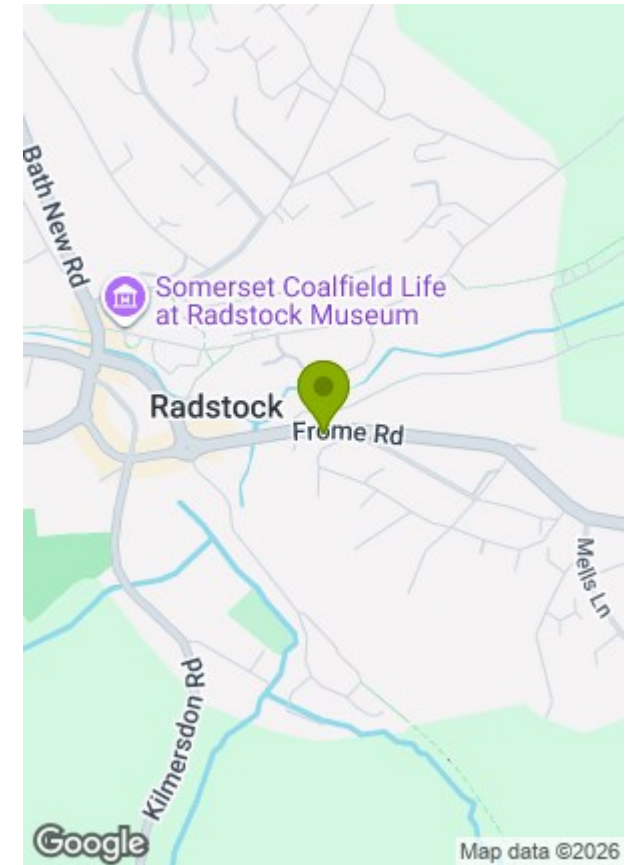 Bath New Rd
Somerset Coalfield Life
at Radstock Museum
Radstock
Frome Rd
Mells Ln
Kilmersdon Rd
Google
Map data ©2026